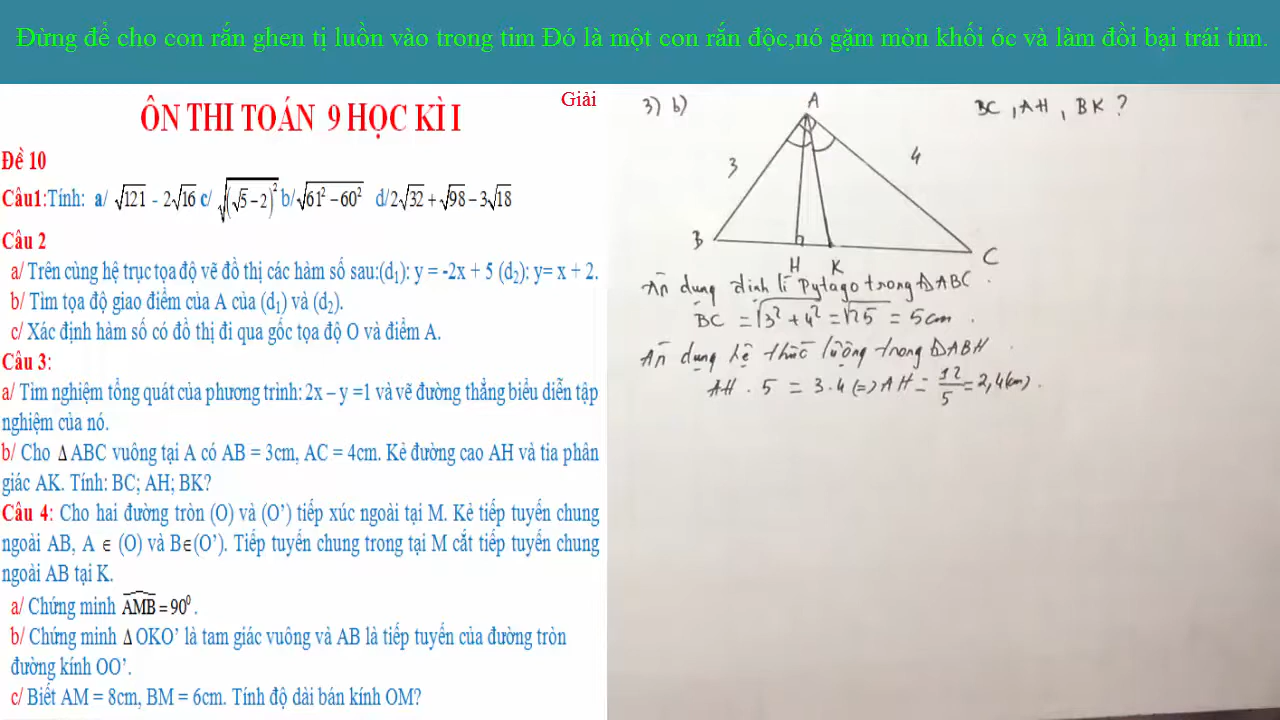 Đừng để cho con rắn ghen tị luồn vào trong tim Đó là một con rắn độc,nó gặm mòn khối óc và làm đồi bại trái tim.
ÔN THI TOÁN 9 HỌC KÌ I
Giải
Đề 10
Câu1:Tính: a/ √121 - 2√16 c/ √(√5−2)² b/√61²−60² d/2√32+√98−3√18
Câu 2
a/ Trên cùng hệ trục tọa độ vẽ đồ thị các hàm số sau:(d₁): y = -2x + 5 (d₂): y= x + 2.
b/ Tìm tọa độ giao điểm của A của (d₁) và (d₂).
c/ Xác định hàm số có đồ thị đi qua gốc tọa độ O và điểm A.
Câu 3:
a/ Tìm nghiệm tổng quát của phương trình: 2x – y =1 và vẽ đường thẳng biểu diễn tập
nghiệm của nó.
b/ Cho Δ ABC vuông tại A có AB = 3cm, AC = 4cm. Kẻ đường cao AH và tia phân
giác AK. Tính: BC; AH; BK?
Câu 4: Cho hai đường tròn (O) và (O’) tiếp xúc ngoài tại M. Kẻ tiếp tuyến chung
ngoài AB, A ∈ (O) và B∈(O’). Tiếp tuyến chung trong tại M cắt tiếp tuyến chung
ngoài AB tại K.
a/ Chứng minh AMB = 90⁰ .
b/ Chứng minh Δ OKO’ là tam giác vuông và AB là tiếp tuyến của đường tròn
đường kính OO’.
c/ Biết AM = 8cm, BM = 6cm. Tính độ dài bán kính OM?
3) b)
BC , AH , BK ?
A
3
4
B
H
K
C
Áp dụng định lí Pytago trong ΔABC .
BC = √3² + 4² = √25 = 5cm .
Áp dụng hệ thức lượng trong ΔABH .
AH . 5 = 3.4 (=) AH = 12/5 = 2,4(cm) .